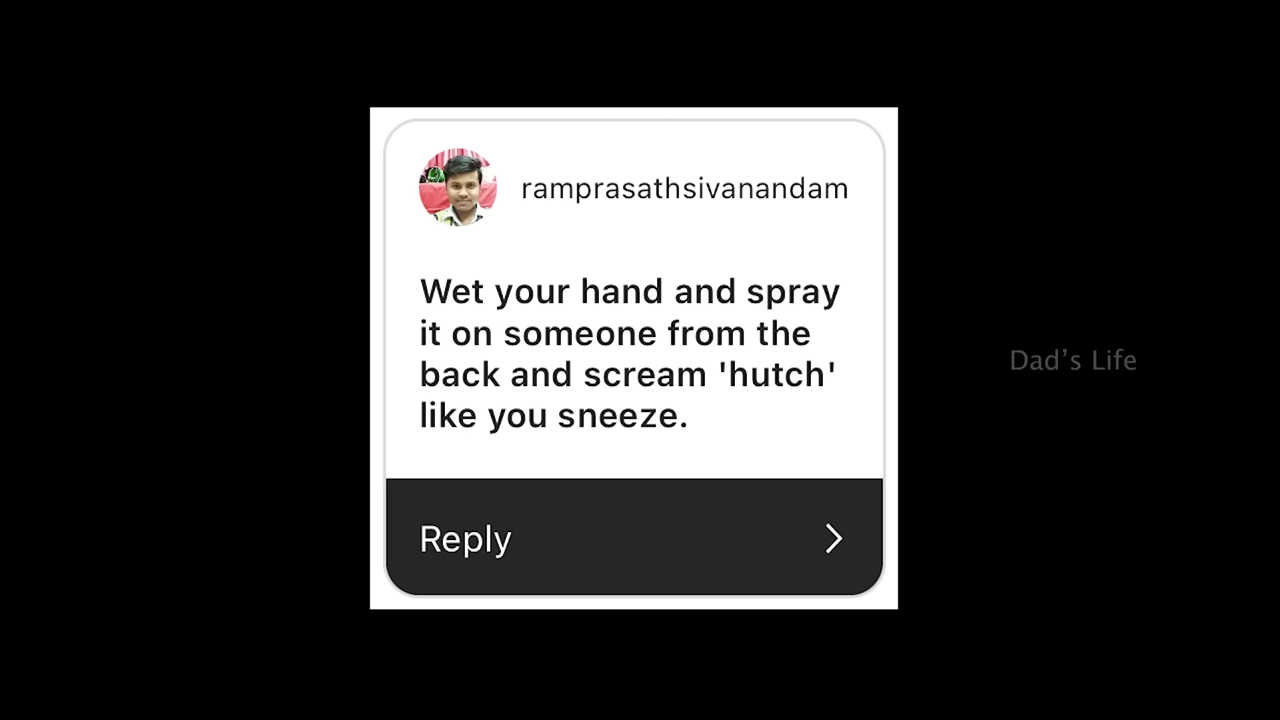 ramprasathsivanandam
Wet your hand and spray
it on someone from the
back and scream 'hutch'
like you sneeze.
Reply
Dad’s Life